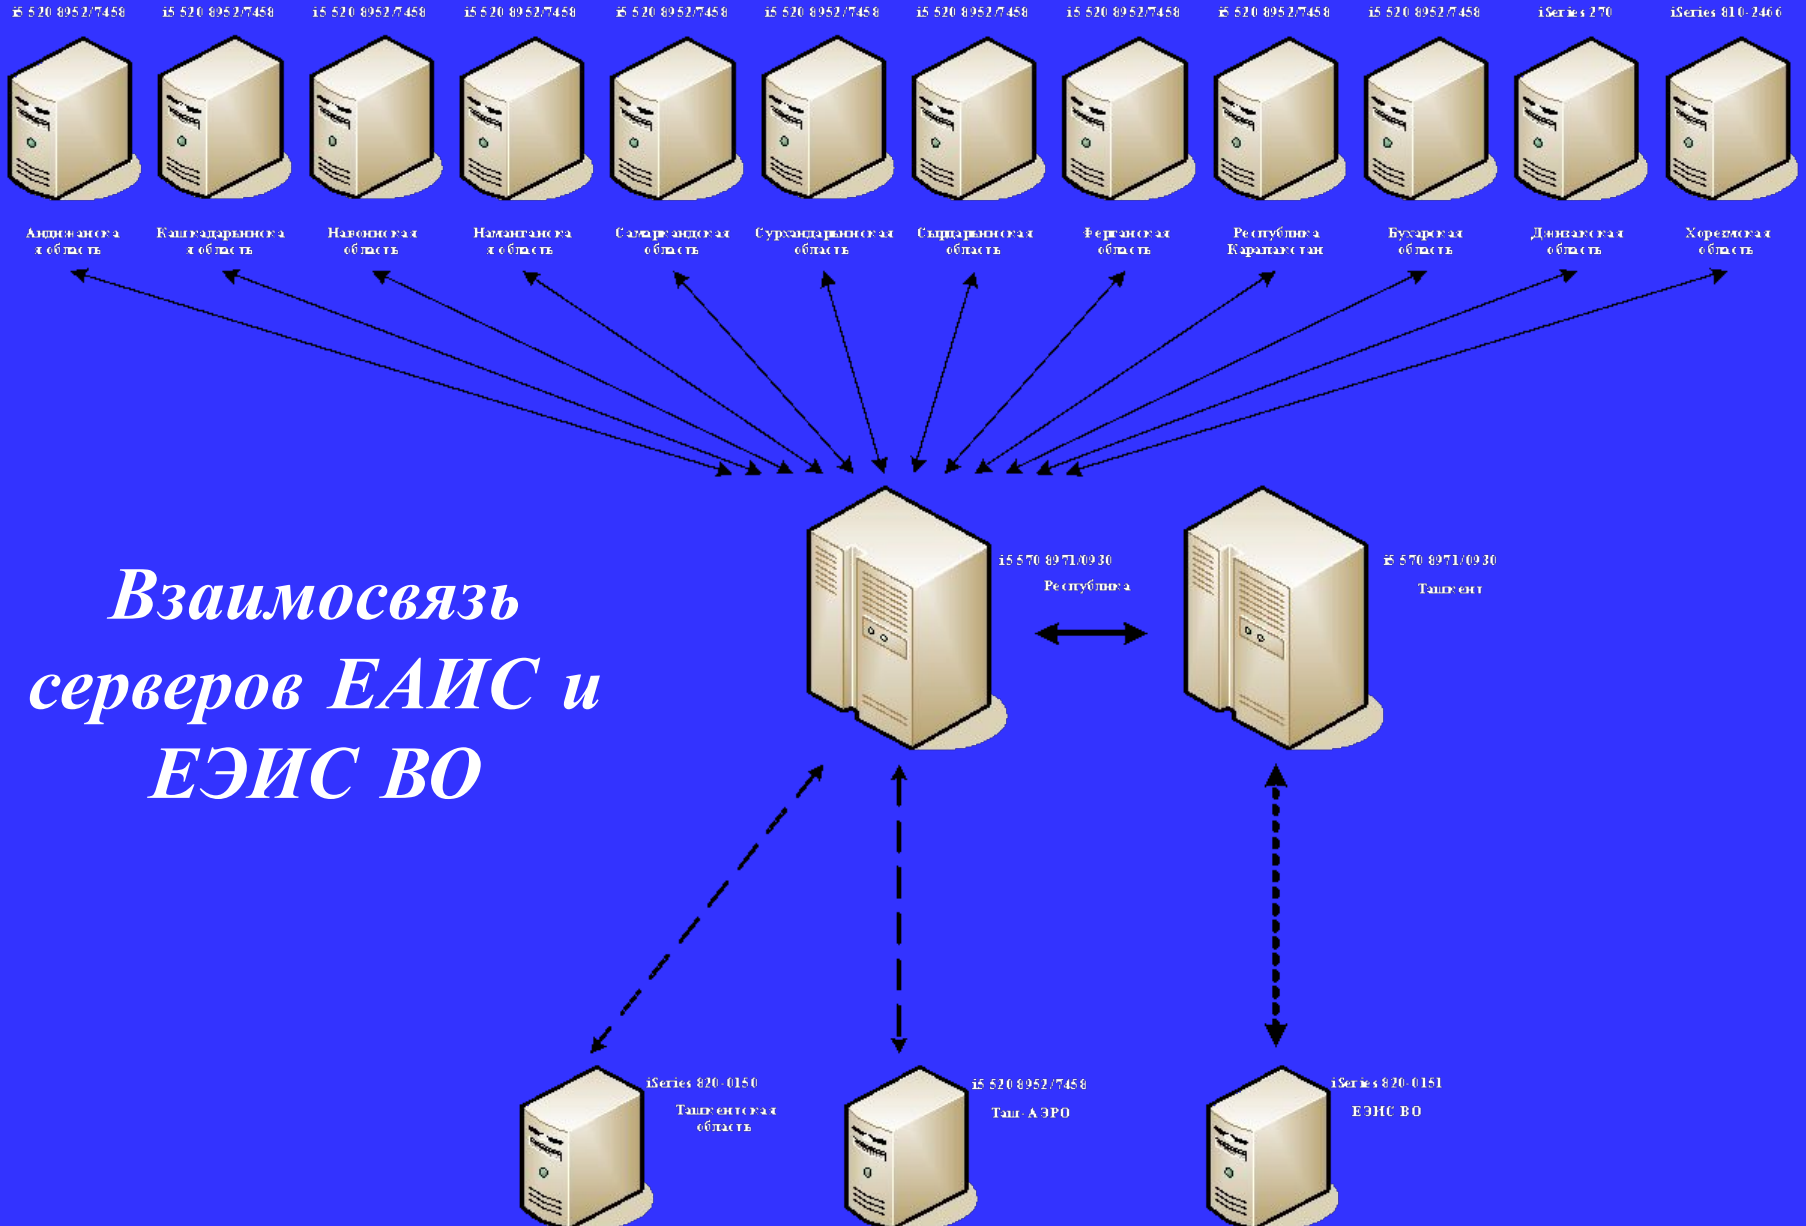 i5 520 8952/7458
i5 520 8952/7458
i5 520 8952/7458
i5 520 8952/7458
i5 520 8952/7458
i5 520 8952/7458
i5 520 8952/7458
i5 520 8952/7458
i5 520 8952/7458
i5 520 8952/7458
iSeries 270
iSeries 810-2466
Андижанска
я область
Кашкадарьинска
я область
Навоийская
область
Наманганска
я область
Самаркандская
область
Сурхандарьинская
область
Сырдарьинская
область
Ферганская
область
Республика
Каракалкстан
Бухарская
область
Джизакская
область
Хорезмская
область
i5 570 8971/0930
Республика
i5 570 8971/0930
Ташкент
Взаимосвязь
серверов ЕАИС и
ЕЭИС ВО
iSeries 820-0150
Ташкентская
область
i5 520 8952/7458
Таш-АЭРО
iSeries 820-0151
ЕЭИС ВО